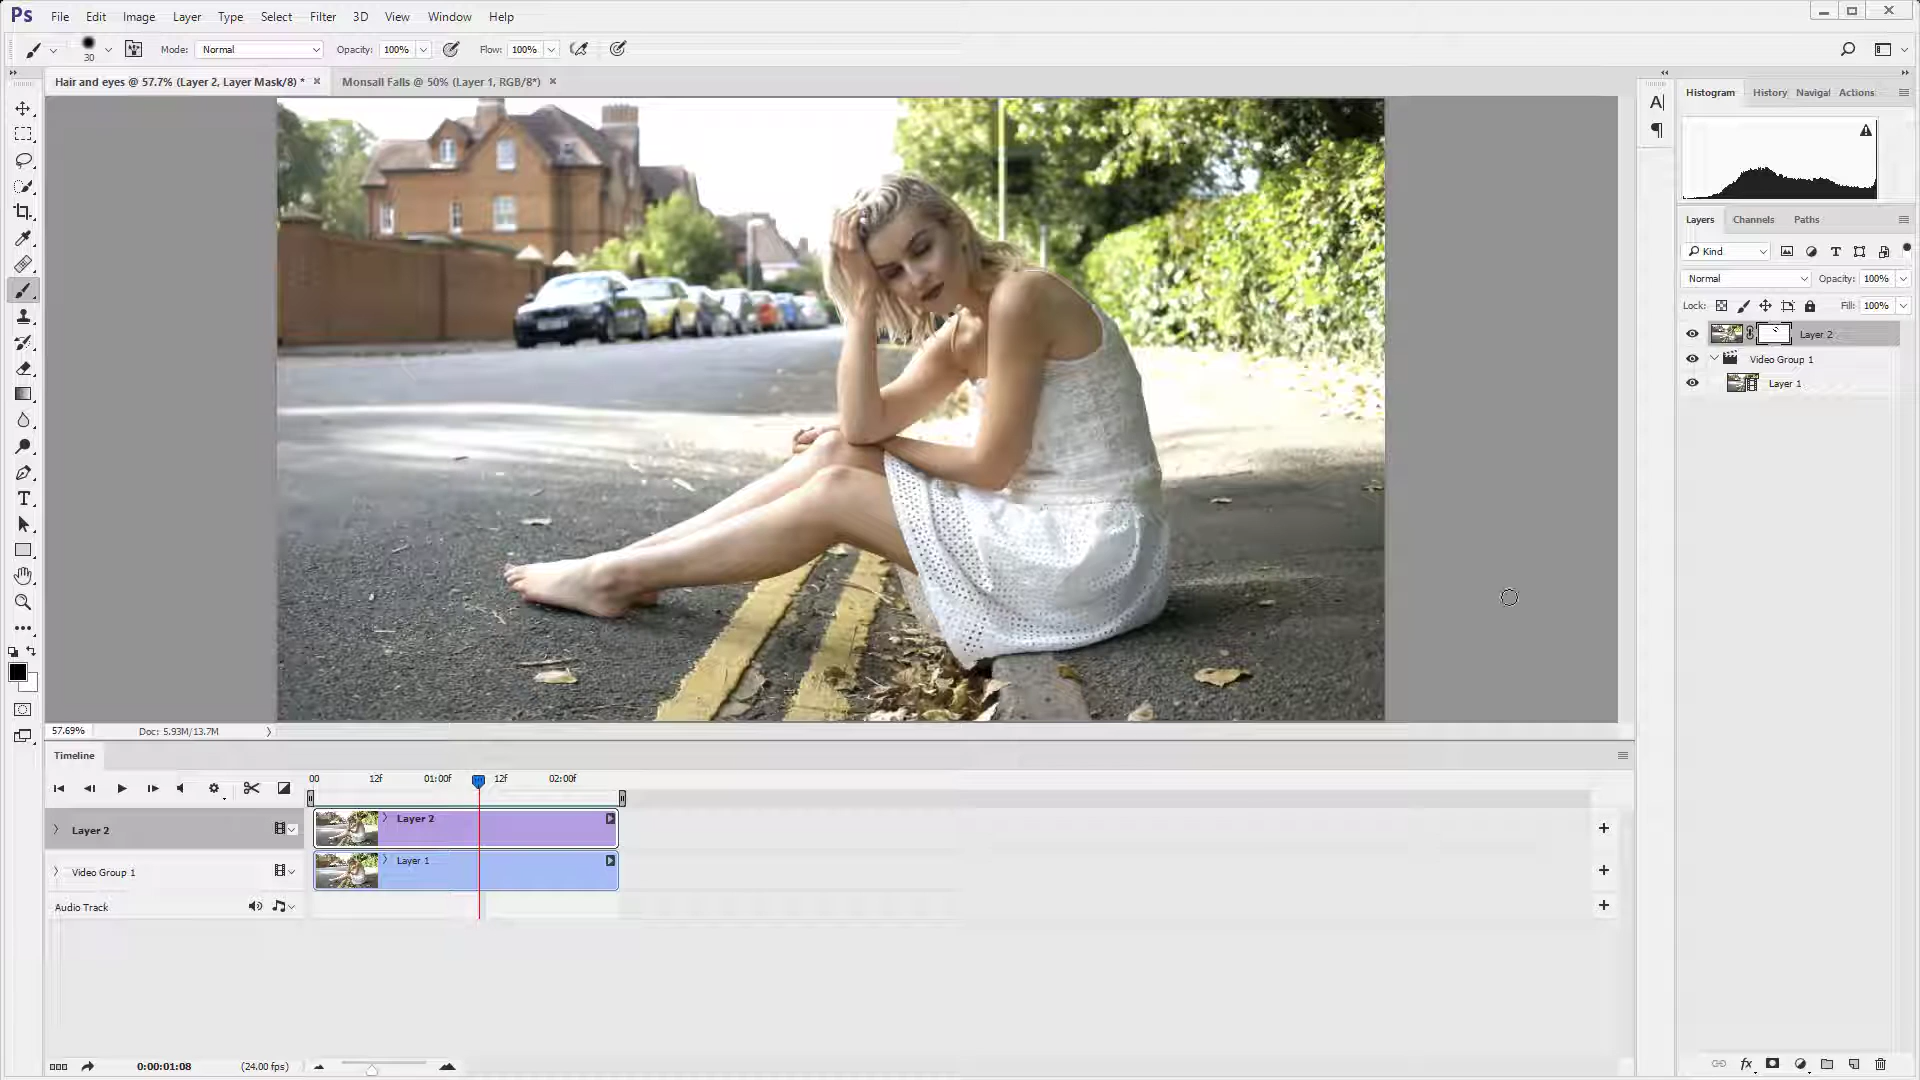 Ps File Edit Image Layer Type Select Filter 3D View Window Help
30 Mode: Normal Opacity: 100% Flow: 100%
Hair and eyes @ 57.7% (Layer 2, Layer Mask/8) * × Monsall Falls @ 50% (Layer 1, RGB/8*) ×
Histogram History Navigat Actions
Layers Channels Paths
Kind
Normal Opacity: 100%
Lock: Fill: 100%
Layer 2
Video Group 1
Layer 1
57.69% Doc: 5.93M/13.7M
Timeline
00 12f 01:00f 12f 02:00f
Layer 2 Layer 2
Layer 1
Video Group 1
Audio Track
0:00:01:08 (24.00 fps)